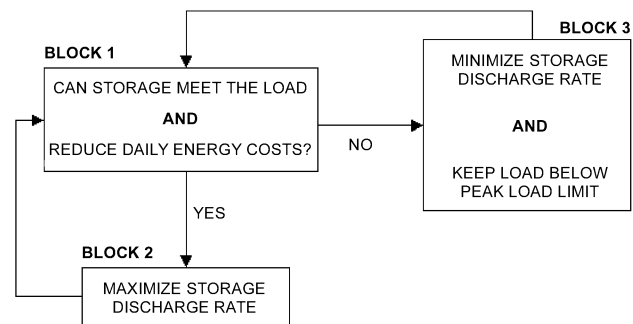 BLOCK 1
CAN STORAGE MEET THE LOAD
AND
REDUCE DAILY ENERGY COSTS?
NO
YES
BLOCK 2
MAXIMIZE STORAGE
DISCHARGE RATE
BLOCK 3
MINIMIZE STORAGE
DISCHARGE RATE
AND
KEEP LOAD BELOW
PEAK LOAD LIMIT